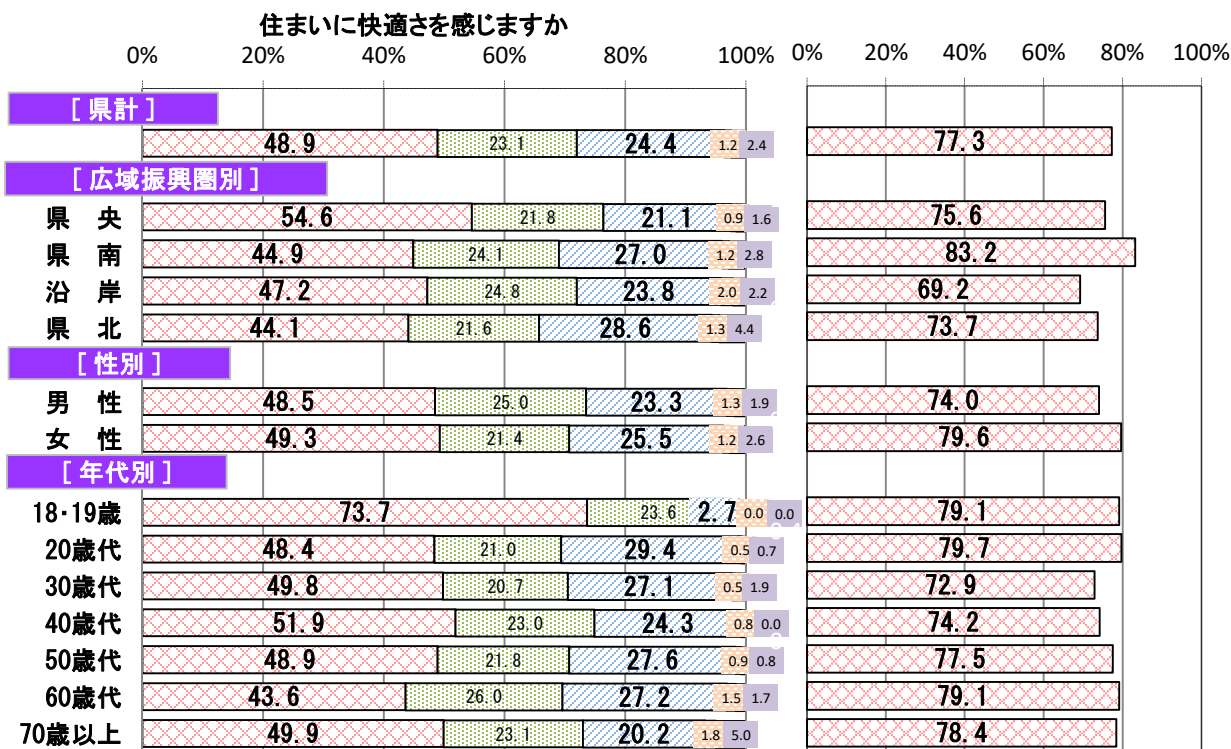 住まいに快適さを感じますか
0% 20% 40% 60% 80% 100% 0% 20% 40% 60% 80% 100%
[ 県計 ]
48.9 23.1 24.4 1.2 2.4 77.3
[ 広域振興圏別 ]
県 央 54.6 21.8 21.1 0.9 1.6 75.6
県 南 44.9 24.1 27.0 1.2 2.8 83.2
沿 岸 47.2 24.8 23.8 2.0 2.2 69.2
県 北 44.1 21.6 28.6 1.3 4.4 73.7
[ 性別 ]
男 性 48.5 25.0 23.3 1.3 1.9 74.0
女 性 49.3 21.4 25.5 1.2 2.6 79.6
[ 年代別 ]
18・19歳 73.7 23.6 2.7 0.0 0.0 79.1
20歳代 48.4 21.0 29.4 0.5 0.7 79.7
30歳代 49.8 20.7 27.1 0.5 1.9 72.9
40歳代 51.9 23.0 24.3 0.8 0.0 74.2
50歳代 48.9 21.8 27.6 0.9 0.8 77.5
60歳代 43.6 26.0 27.2 1.5 1.7 79.1
70歳以上 49.9 23.1 20.2 1.8 5.0 78.4